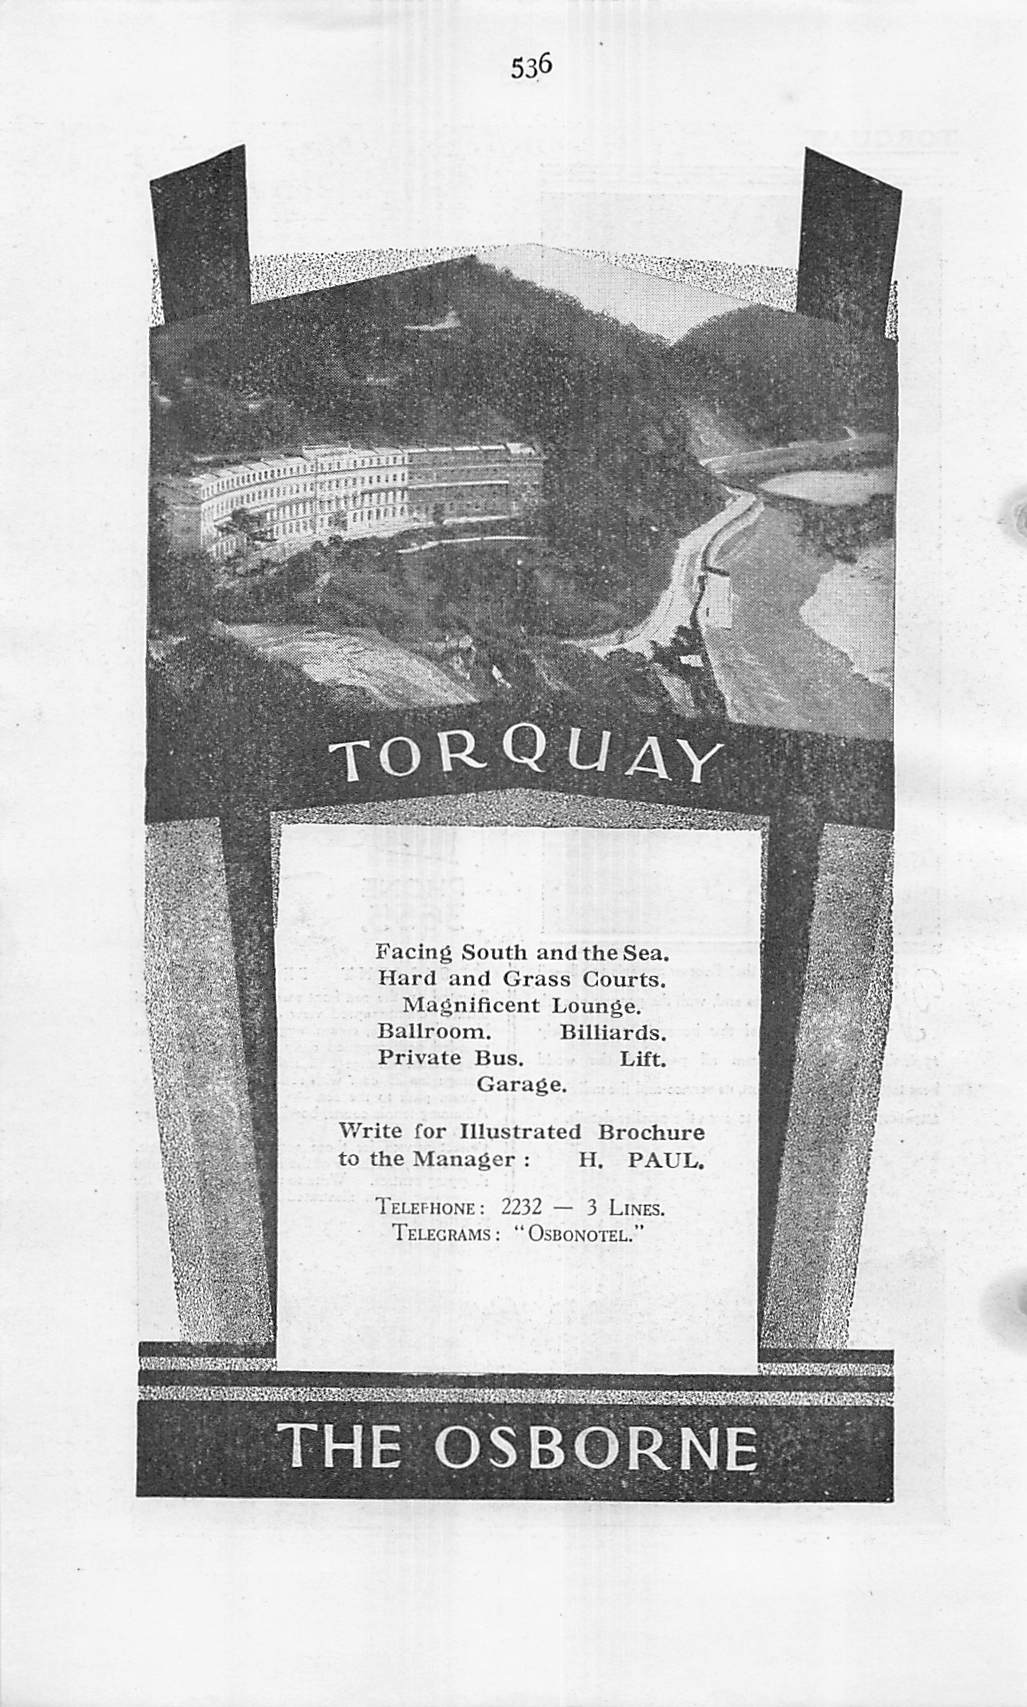 536
TORQUAY
Facing South and the Sea.
Hard and Grass Courts.
Magnificent Lounge.
Ballroom. Billiards.
Private Bus. Lift.
Garage.
Write for Illustrated Brochure
to the Manager : H. PAUL.
TELEPHONE : 2232 — 3 LINES.
TELEGRAMS : "OSBONOTEL."
THE OSBORNE